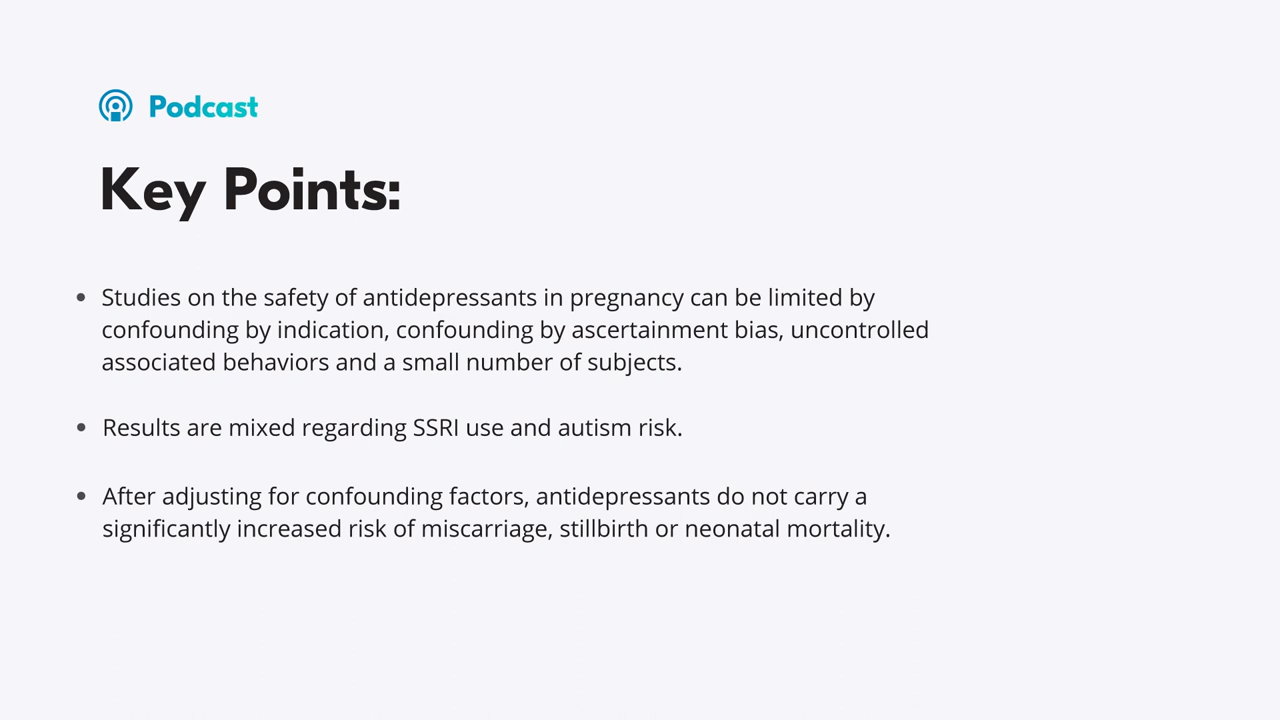 Podcast
Key Points:
• Studies on the safety of antidepressants in pregnancy can be limited by
confounding by indication, confounding by ascertainment bias, uncontrolled
associated behaviors and a small number of subjects.
• Results are mixed regarding SSRI use and autism risk.
• After adjusting for confounding factors, antidepressants do not carry a
significantly increased risk of miscarriage, stillbirth or neonatal mortality.